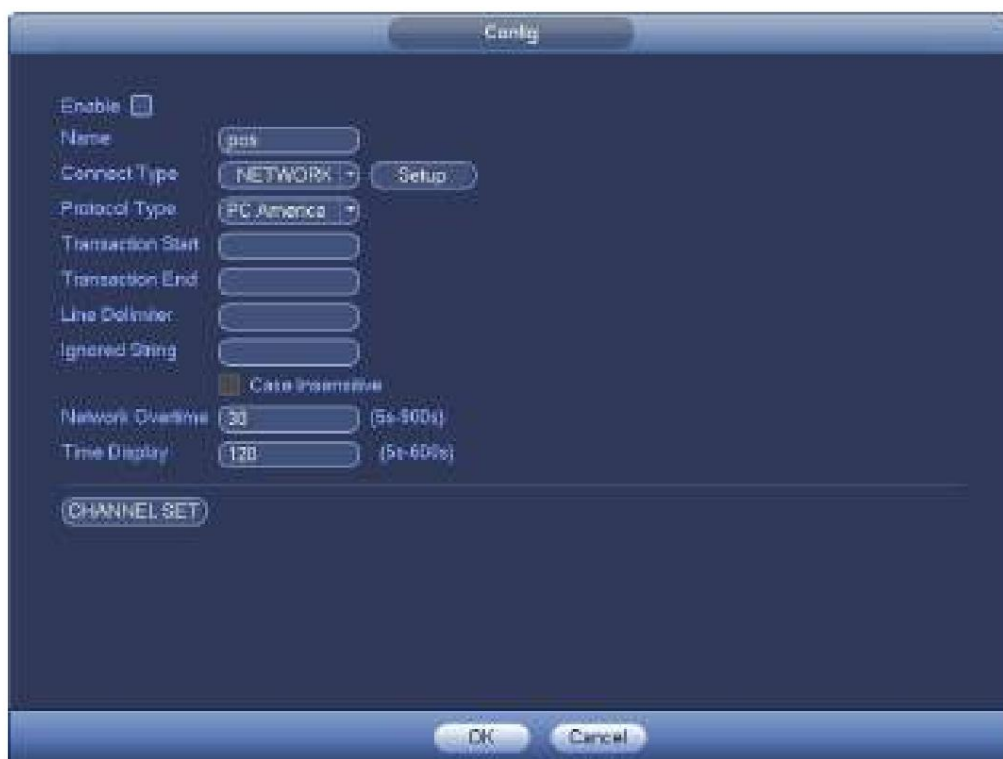 Config
Enable
Name pos
Connect Type NETWORK Setup
Protocol Type PC America
Transaction Start
Transaction End
Line Delimiter
Ignored String
Case Insensitive
Network Overtime 30 (5s-900s)
Time Display 120 (5s-600s)
CHANNEL SET
OK Cancel